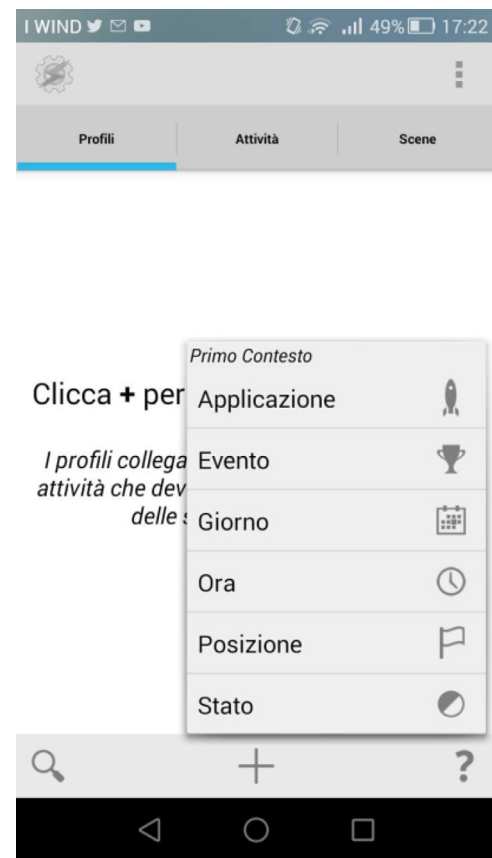 I WIND 49% 17:22
Profili Attività Scene
Primo Contesto
Clicca + per
Applicazione
I profili collega
Evento
attività che dev
delle s
Giorno
Ora
Posizione
Stato
+ ?